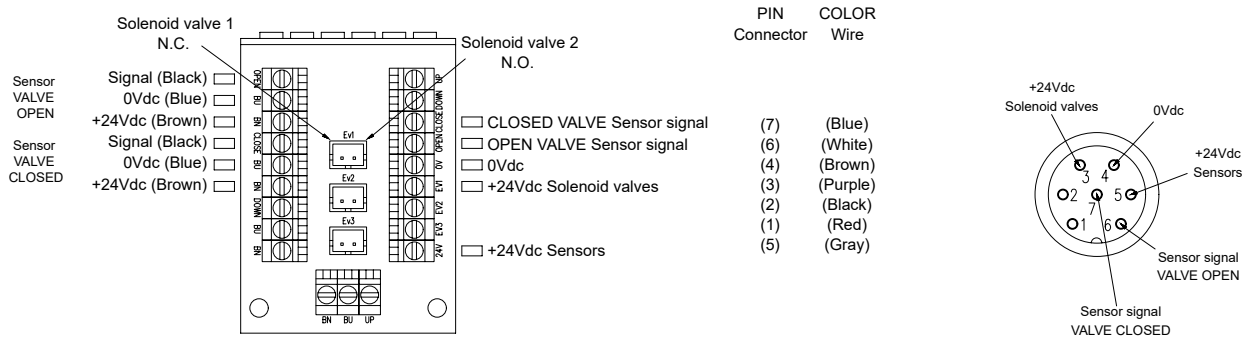 Solenoid valve 1
N.C.
Solenoid valve 2
N.O.
Sensor
VALVE
OPEN
Signal (Black)
0Vdc (Blue)
+24Vdc (Brown)
Sensor
VALVE
CLOSED
Signal (Black)
0Vdc (Blue)
+24Vdc (Brown)
OPEN
BU
BN
CLOSE
BU
BN
DOWN
BU
BN
Ev1
Ev2
Ev3
UP
DOWN
CLOSE
OPEN
0V
EV1
EV2
EV3
24V
BN BU UP
CLOSED VALVE Sensor signal
OPEN VALVE Sensor signal
0Vdc
+24Vdc Solenoid valves
+24Vdc Sensors
PIN COLOR
Connector Wire
(7) (Blue)
(6) (White)
(4) (Brown)
(3) (Purple)
(2) (Black)
(1) (Red)
(5) (Gray)
+24Vdc
Solenoid valves
0Vdc
+24Vdc
Sensors
3 4
2 5
7
1 6
Sensor signal
VALVE OPEN
Sensor signal
VALVE CLOSED